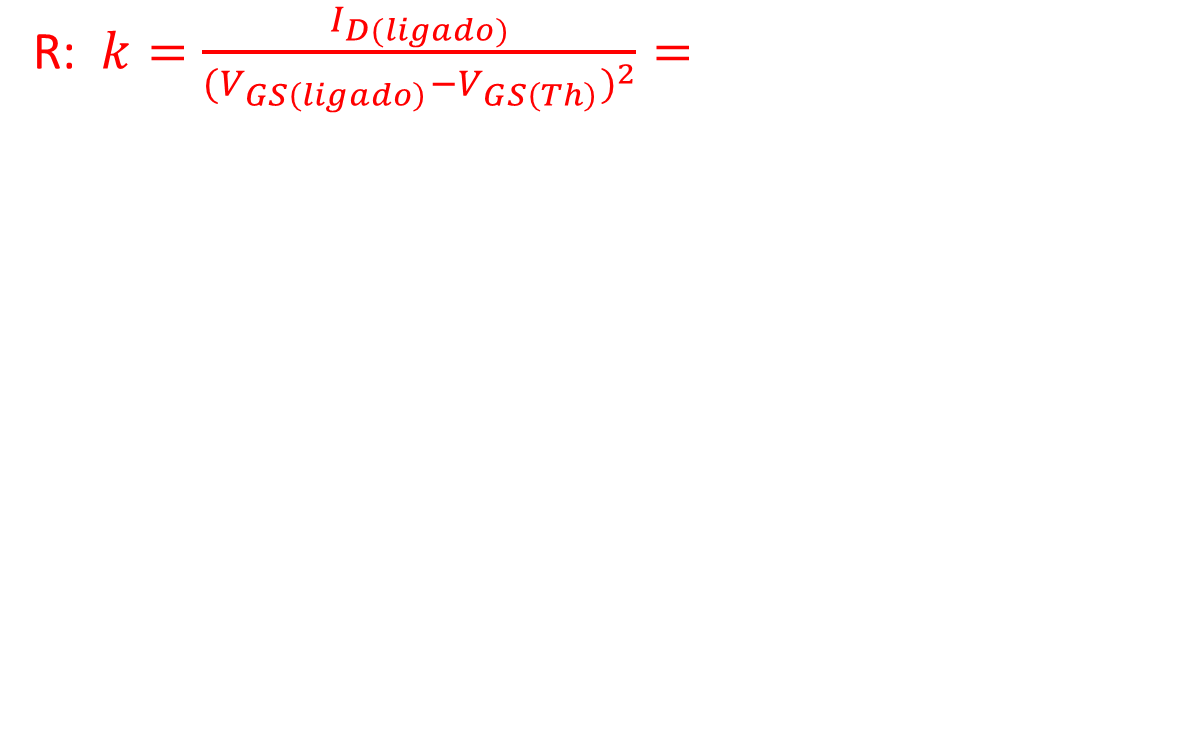 R: k = I_D(ligado) / (V_GS(ligado) − V_GS(Th))² =